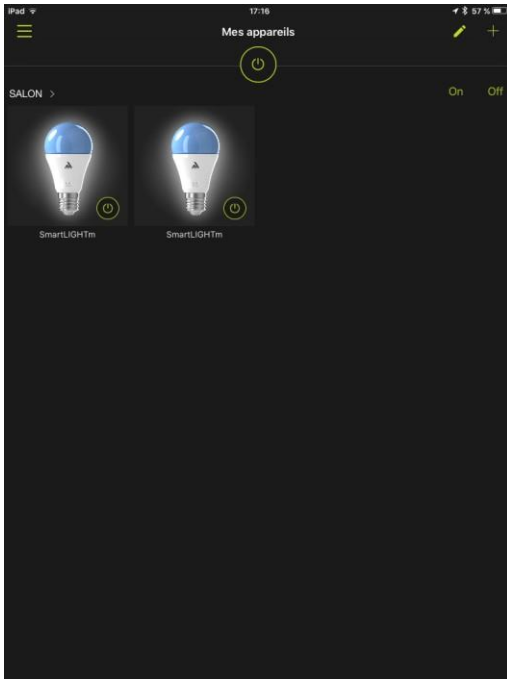 iPad 17:16 57 %
Mes appareils
SALON > On Off
SmartLIGHTm SmartLIGHTm